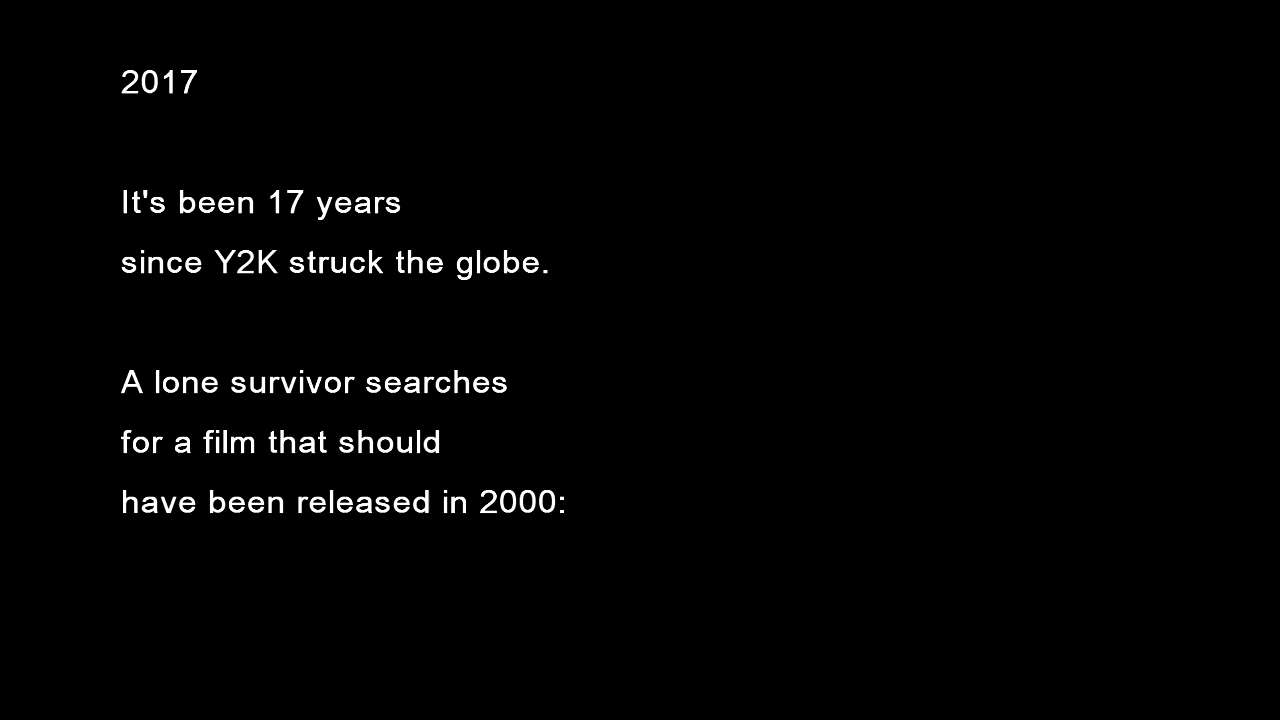 2017
It's been 17 years
since Y2K struck the globe.
A lone survivor searches
for a film that should
have been released in 2000: